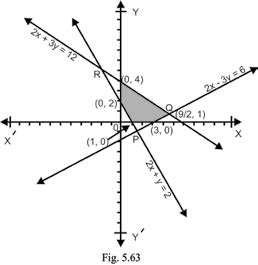 Y
2x + 3y = 12
R
(0, 4)
2x - 3y = 6
(0, 2)
Q
(9/2, 1)
X'
0
(3, 0)
X
(1, 0)
P
2x + y = 2
Y'
Fig. 5.63